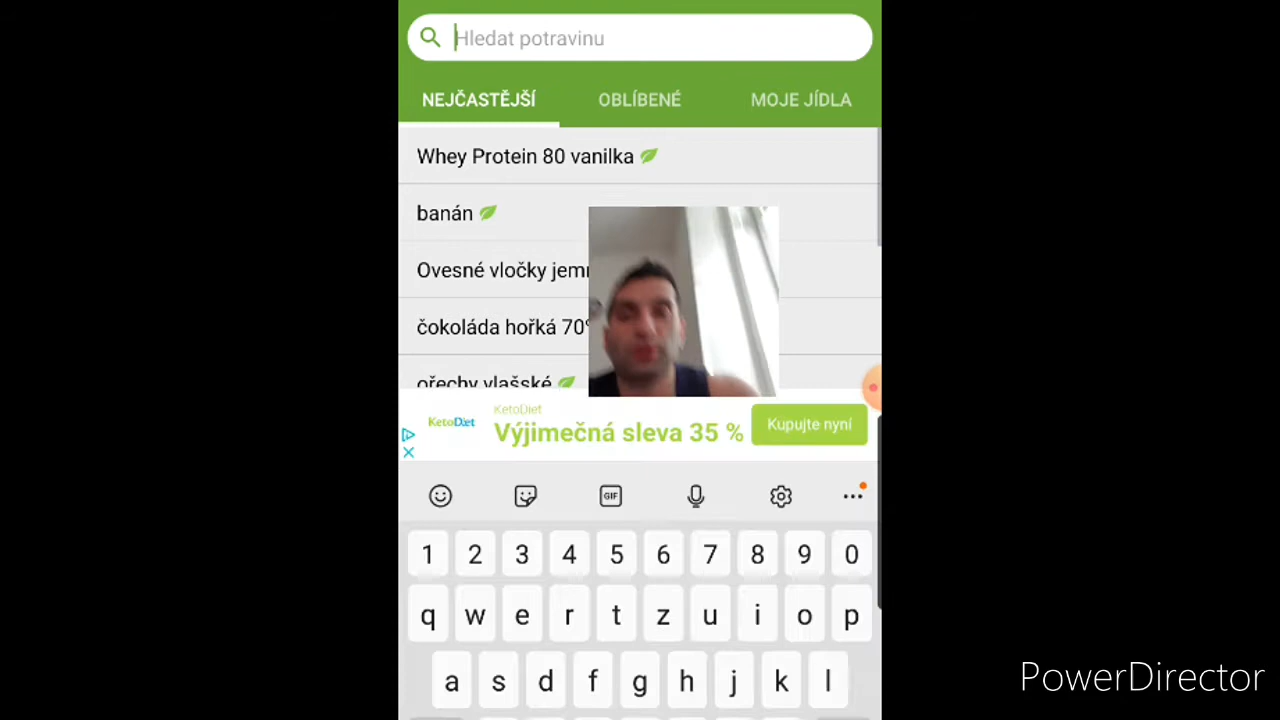 Hledat potravinu
NEJČASTĚJŠÍ OBLÍBENÉ MOJE JÍDLA
Whey Protein 80 vanilka
banán
Ovesné vločky jem
čokoláda hořká 70
ořechy vlašské
KetoDiet
KetoDiet
Výjimečná sleva 35 %
Kupujte nyní
GIF
1 2 3 4 5 6 7 8 9 0
q w e r t z u i o p
a s d f g h j k l
PowerDirector